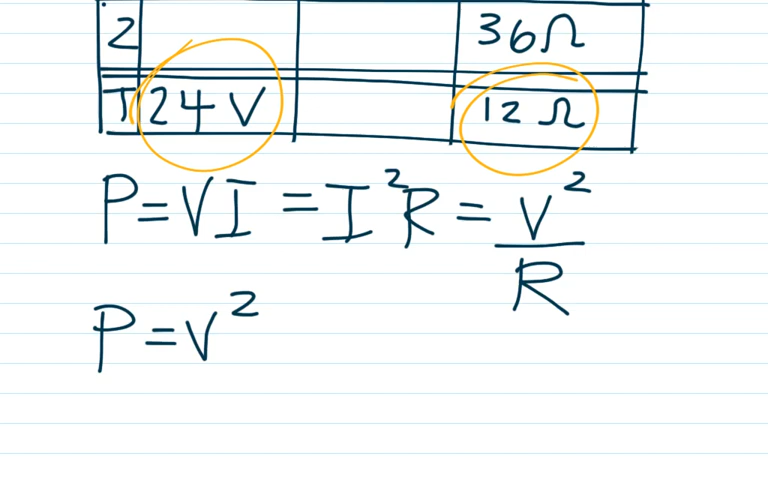 2 36Ω
T 24 V 12 Ω
P = VI = I²R = V²/R
P = V²